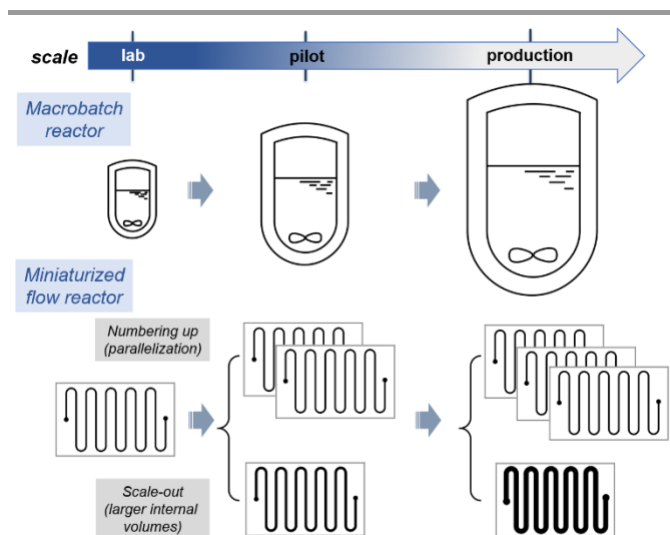 scale
lab
pilot
production
Macrobatch
reactor
Miniaturized
flow reactor
Numbering up
(parallelization)
Scale-out
(larger internal
volumes)